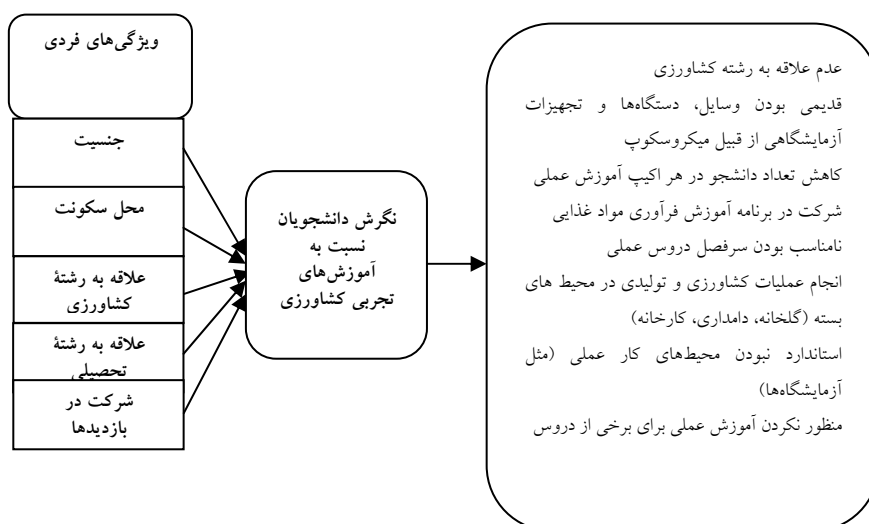 ویژگی‌های فردی
جنسیت
محل سکونت
علاقه به رشتۀ
کشاورزی
علاقه به رشتۀ
تحصیلی
شرکت در
بازدیدها
نگرش دانشجویان
نسبت به
آموزش‌های
تجربی کشاورزی
عدم علاقه به رشته کشاورزی
قدیمی بودن وسایل، دستگاه‌ها و تجهیزات
آزمایشگاهی از قبیل میکروسکوپ
کاهش تعداد دانشجو در هر اکیپ آموزش عملی
شرکت در برنامه آموزش فرآوری مواد غذایی
نامناسب بودن سرفصل دروس عملی
انجام عملیات کشاورزی و تولیدی در محیط های
بسته (گلخانه، دامداری، کارخانه)
استاندارد نبودن محیط‌های کار عملی (مثل
آزمایشگاه‌ها)
منظور نکردن آموزش عملی برای برخی از دروس